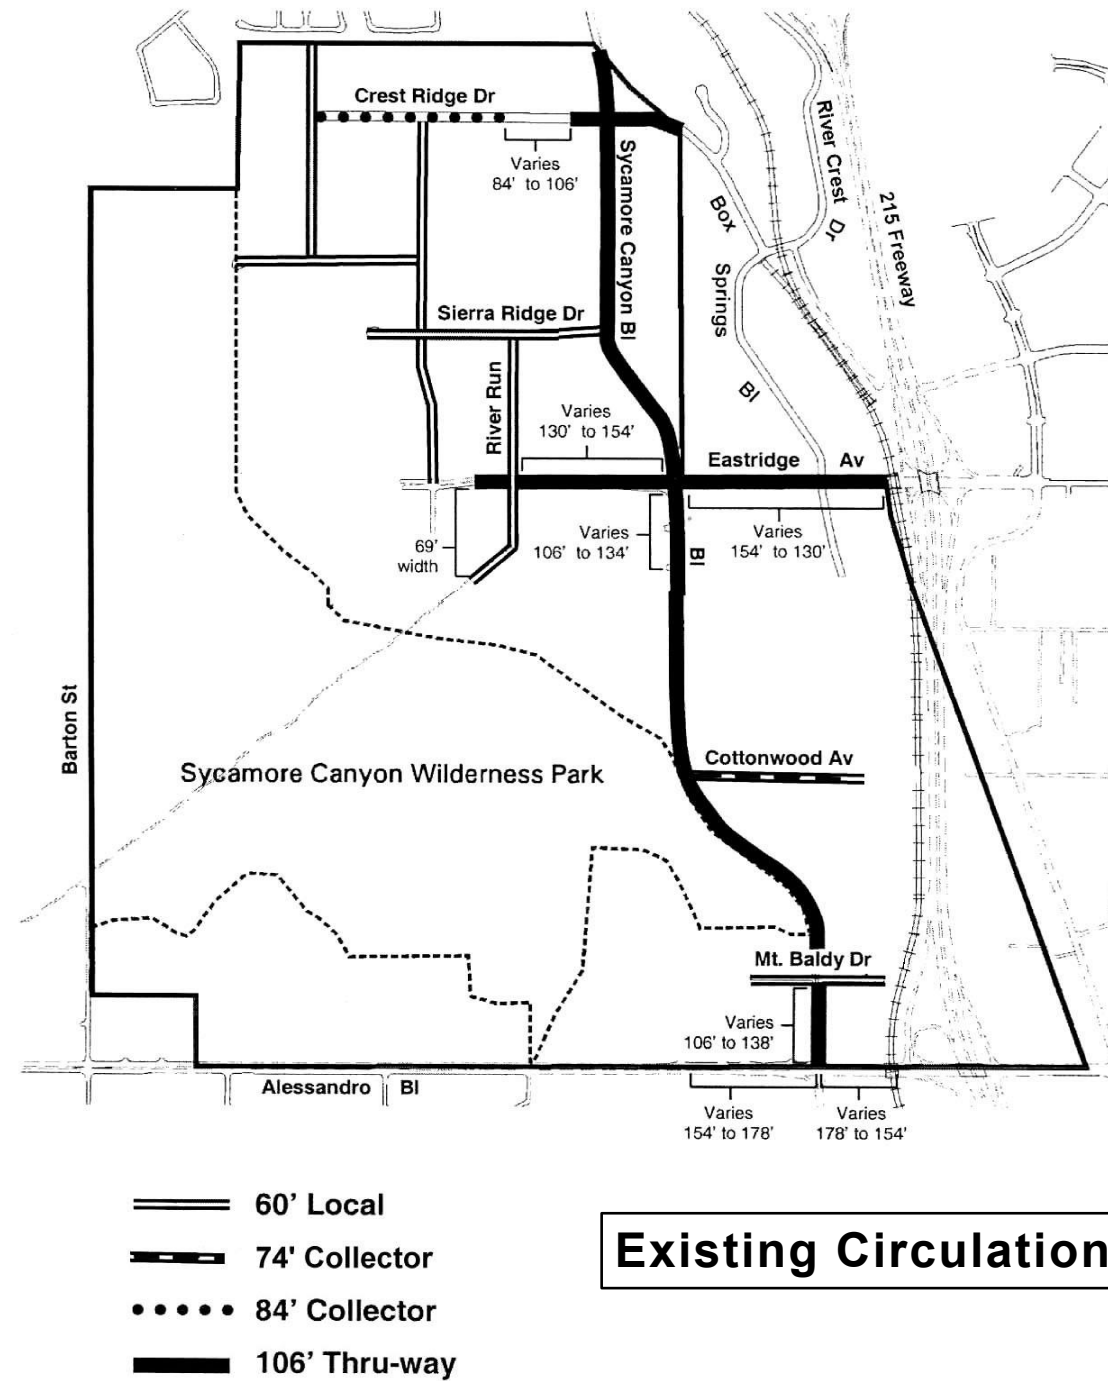 Crest Ridge Dr
Varies
84' to 106'
Sycamore Canyon Bl
River Crest Dr
215 Freeway
Box Springs Bl
Sierra Ridge Dr
River Run
Varies
130' to 154'
Eastridge Av
69'
width
Varies
106' to 134'
Bl
Varies
154' to 130'
Barton St
Sycamore Canyon Wilderness Park
Cottonwood Av
Mt. Baldy Dr
Varies
106' to 138'
Alessandro Bl
Varies
154' to 178'
Varies
178' to 154'
60' Local
74' Collector
84' Collector
106' Thru-way
Existing Circulation